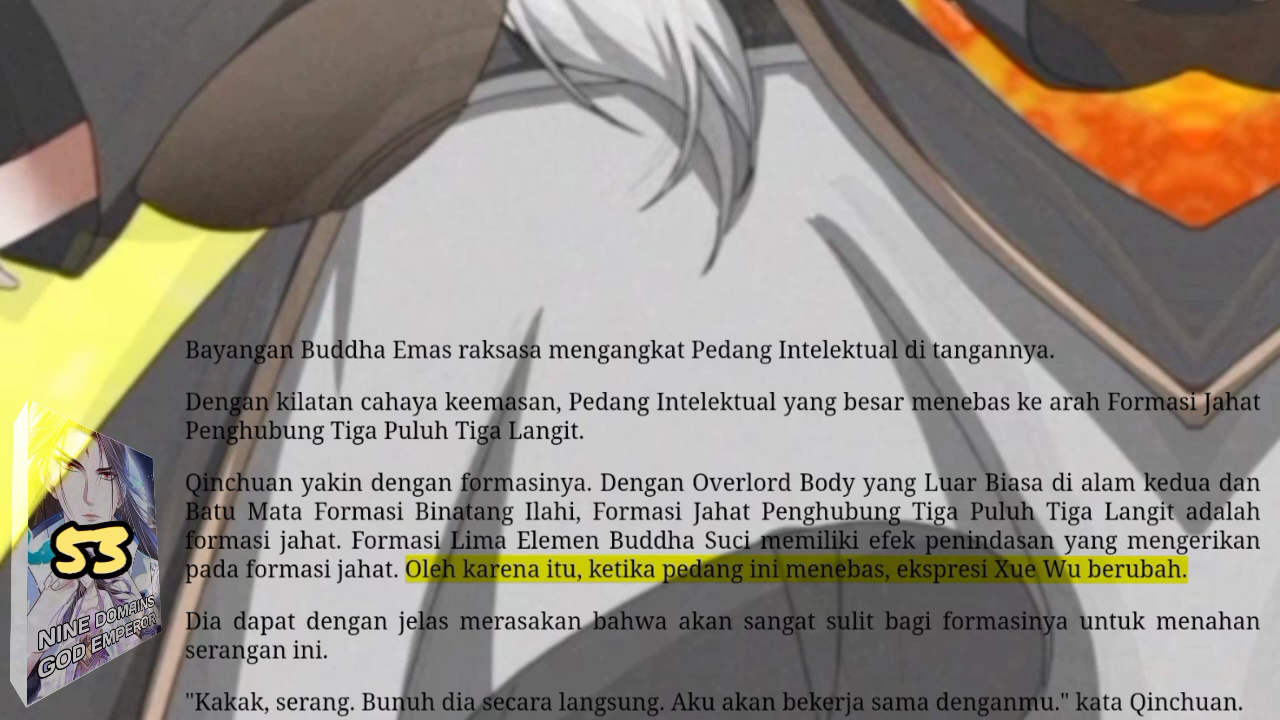 Bayangan Buddha Emas raksasa mengangkat Pedang Intelektual di tangannya.
Dengan kilatan cahaya keemasan, Pedang Intelektual yang besar menebas ke arah Formasi Jahat
Penghubung Tiga Puluh Tiga Langit.
Qinchuan yakin dengan formasinya. Dengan Overlord Body yang Luar Biasa di alam kedua dan
Batu Mata Formasi Binatang Ilahi, Formasi Jahat Penghubung Tiga Puluh Tiga Langit adalah
formasi jahat. Formasi Lima Elemen Buddha Suci memiliki efek penindasan yang mengerikan
pada formasi jahat. Oleh karena itu, ketika pedang ini menebas, ekspresi Xue Wu berubah.
Dia dapat dengan jelas merasakan bahwa akan sangat sulit bagi formasinya untuk menahan
serangan ini.
"Kakak, serang. Bunuh dia secara langsung. Aku akan bekerja sama denganmu." kata Qinchuan.
S3
NINE DOMAINS
GOD EMPEROR